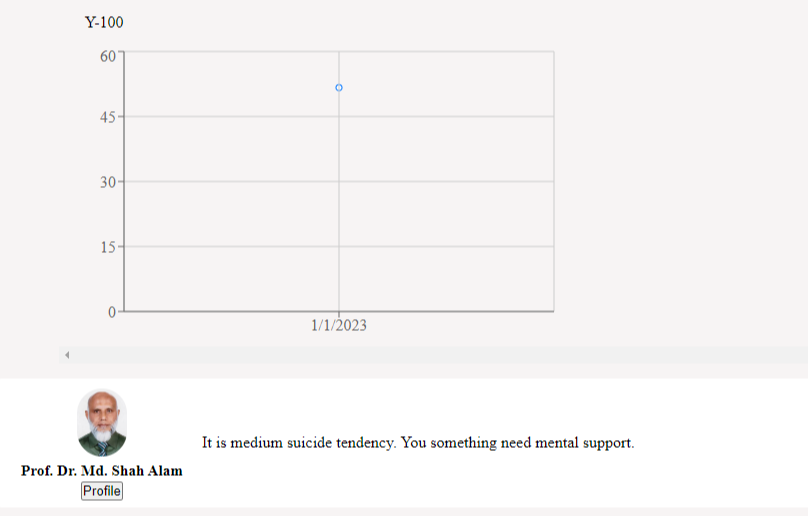 Y-100
60
45
30
15
0
1/1/2023
It is medium suicide tendency. You something need mental support.
Prof. Dr. Md. Shah Alam
Profile